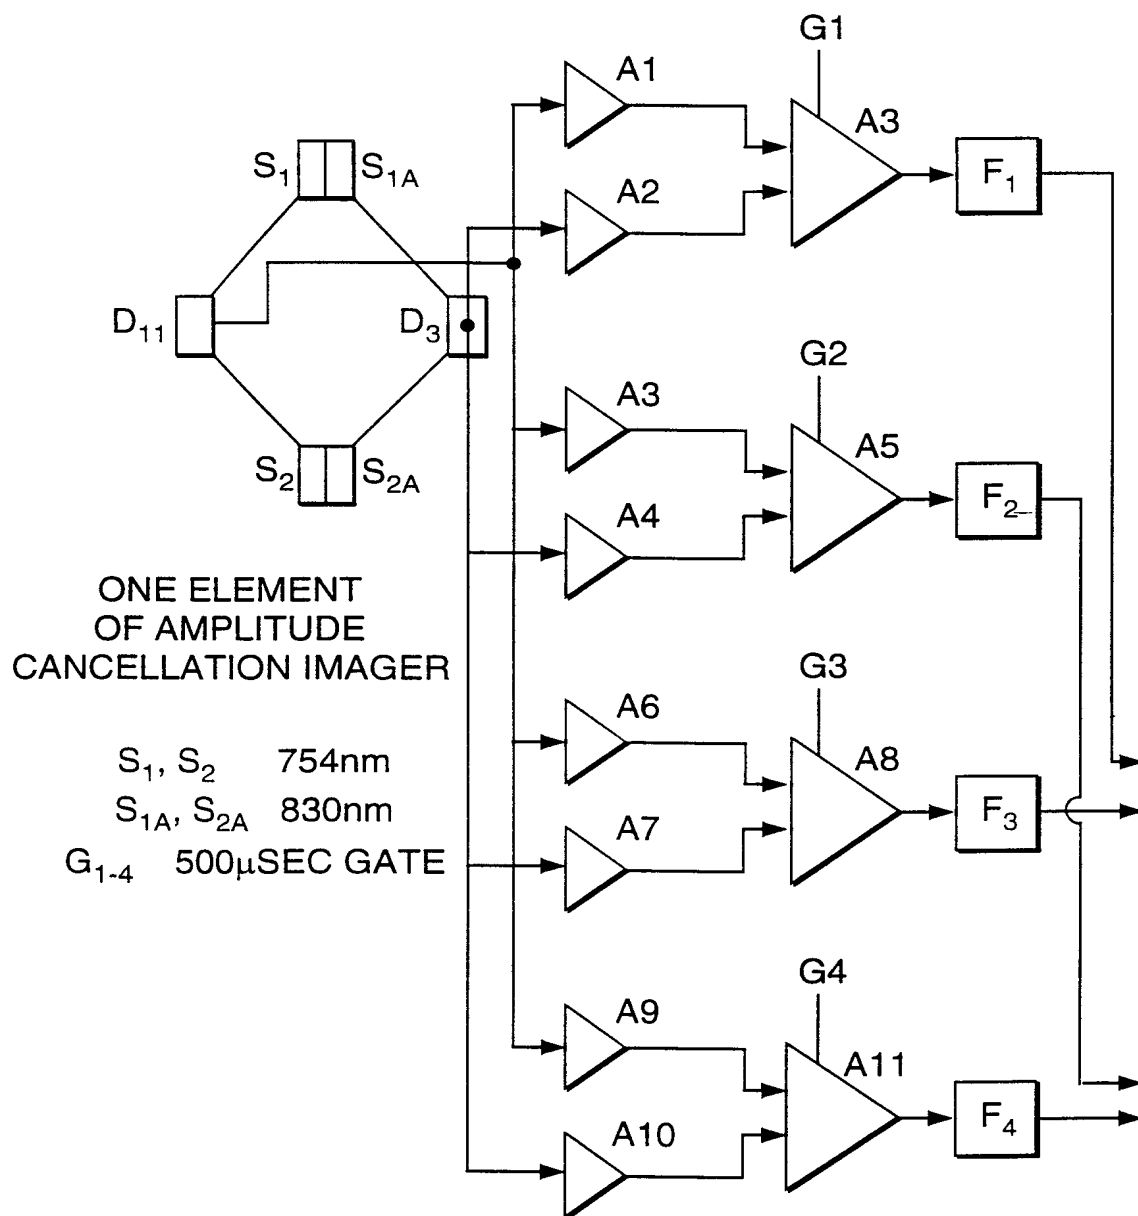 G1
A1
A3
S1 S1A
F1
A2
D11 D3
G2
A3
A5
S2 S2A
F2
A4
ONE ELEMENT
OF AMPLITUDE
CANCELLATION IMAGER
G3
A6
S1, S2 754nm
A8
S1A, S2A 830nm
F3
A7
G1-4 500μSEC GATE
G4
A9
A11
F4
A10